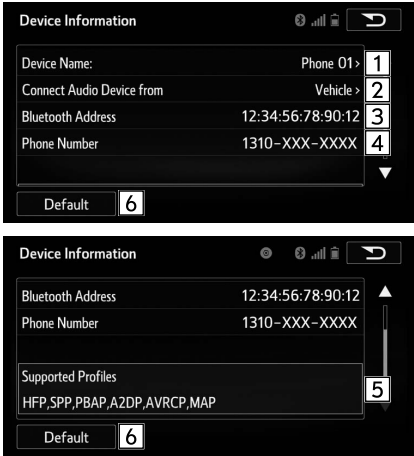 Device Information
Device Name: Phone 01> 1
Connect Audio Device from Vehicle> 2
Bluetooth Address 12:34:56:78:90:12 3
Phone Number 1310-XXX-XXXX 4
Default 6
Device Information
Bluetooth Address 12:34:56:78:90:12
Phone Number 1310-XXX-XXXX
Supported Profiles
HFP,SPP,PBAP,A2DP,AVRCP,MAP 5
Default 6